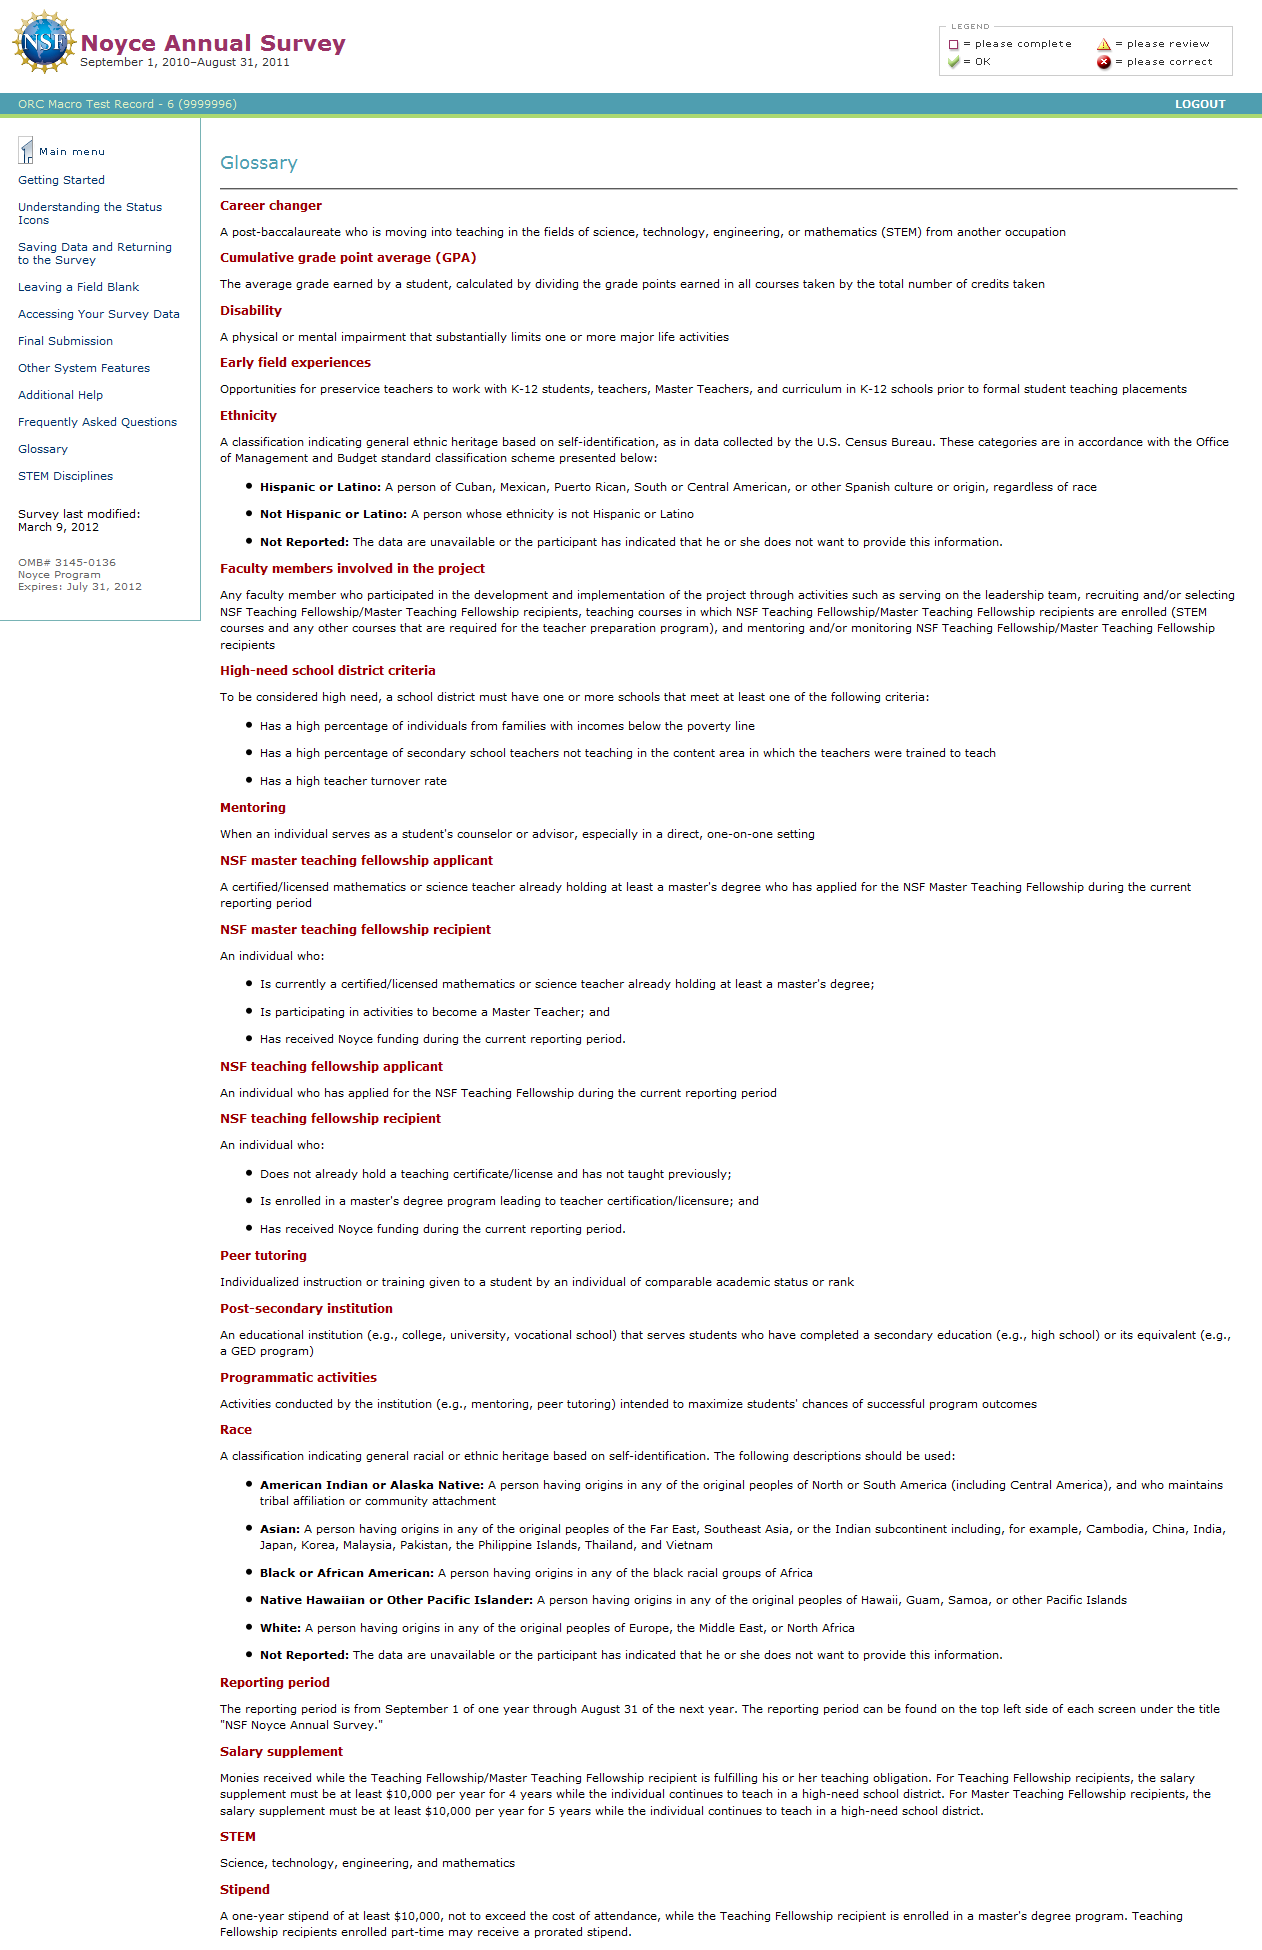 NSF
Noyce Annual Survey
September 1, 2010–August 31, 2011
LEGEND
= please complete
= please review
= OK
= please correct
ORC Macro Test Record - 6 (9999996)
LOGOUT
Main menu
Getting Started
Understanding the Status
Icons
Saving Data and Returning
to the Survey
Leaving a Field Blank
Accessing Your Survey Data
Final Submission
Other System Features
Additional Help
Frequently Asked Questions
Glossary
STEM Disciplines
Survey last modified:
March 9, 2012
OMB# 3145-0136
Noyce Program
Expires: July 31, 2012
Glossary
Career changer
A post-baccalaureate who is moving into teaching in the fields of science, technology, engineering, or mathematics (STEM) from another occupation
Cumulative grade point average (GPA)
The average grade earned by a student, calculated by dividing the grade points earned in all courses taken by the total number of credits taken
Disability
A physical or mental impairment that substantially limits one or more major life activities
Early field experiences
Opportunities for preservice teachers to work with K-12 students, teachers, Master Teachers, and curriculum in K-12 schools prior to formal student teaching placements
Ethnicity
A classification indicating general ethnic heritage based on self-identification, as in data collected by the U.S. Census Bureau. These categories are in accordance with the Office
of Management and Budget standard classification scheme presented below:
• Hispanic or Latino: A person of Cuban, Mexican, Puerto Rican, South or Central American, or other Spanish culture or origin, regardless of race
• Not Hispanic or Latino: A person whose ethnicity is not Hispanic or Latino
• Not Reported: The data are unavailable or the participant has indicated that he or she does not want to provide this information.
Faculty members involved in the project
Any faculty member who participated in the development and implementation of the project through activities such as serving on the leadership team, recruiting and/or selecting
NSF Teaching Fellowship/Master Teaching Fellowship recipients, teaching courses in which NSF Teaching Fellowship/Master Teaching Fellowship recipients are enrolled (STEM
courses and any other courses that are required for the teacher preparation program), and mentoring and/or monitoring NSF Teaching Fellowship/Master Teaching Fellowship
recipients
High-need school district criteria
To be considered high need, a school district must have one or more schools that meet at least one of the following criteria:
• Has a high percentage of individuals from families with incomes below the poverty line
• Has a high percentage of secondary school teachers not teaching in the content area in which the teachers were trained to teach
• Has a high teacher turnover rate
Mentoring
When an individual serves as a student's counselor or advisor, especially in a direct, one-on-one setting
NSF master teaching fellowship applicant
A certified/licensed mathematics or science teacher already holding at least a master's degree who has applied for the NSF Master Teaching Fellowship during the current
reporting period
NSF master teaching fellowship recipient
An individual who:
• Is currently a certified/licensed mathematics or science teacher already holding at least a master's degree;
• Is participating in activities to become a Master Teacher; and
• Has received Noyce funding during the current reporting period.
NSF teaching fellowship applicant
An individual who has applied for the NSF Teaching Fellowship during the current reporting period
NSF teaching fellowship recipient
An individual who:
• Does not already hold a teaching certificate/license and has not taught previously;
• Is enrolled in a master's degree program leading to teacher certification/licensure; and
• Has received Noyce funding during the current reporting period.
Peer tutoring
Individualized instruction or training given to a student by an individual of comparable academic status or rank
Post-secondary institution
An educational institution (e.g., college, university, vocational school) that serves students who have completed a secondary education (e.g., high school) or its equivalent (e.g.,
a GED program)
Programmatic activities
Activities conducted by the institution (e.g., mentoring, peer tutoring) intended to maximize students' chances of successful program outcomes
Race
A classification indicating general racial or ethnic heritage based on self-identification. The following descriptions should be used:
• American Indian or Alaska Native: A person having origins in any of the original peoples of North or South America (including Central America), and who maintains
tribal affiliation or community attachment
• Asian: A person having origins in any of the original peoples of the Far East, Southeast Asia, or the Indian subcontinent including, for example, Cambodia, China, India,
Japan, Korea, Malaysia, Pakistan, the Philippine Islands, Thailand, and Vietnam
• Black or African American: A person having origins in any of the black racial groups of Africa
• Native Hawaiian or Other Pacific Islander: A person having origins in any of the original peoples of Hawaii, Guam, Samoa, or other Pacific Islands
• White: A person having origins in any of the original peoples of Europe, the Middle East, or North Africa
• Not Reported: The data are unavailable or the participant has indicated that he or she does not want to provide this information.
Reporting period
The reporting period is from September 1 of one year through August 31 of the next year. The reporting period can be found on the top left side of each screen under the title
"NSF Noyce Annual Survey."
Salary supplement
Monies received while the Teaching Fellowship/Master Teaching Fellowship recipient is fulfilling his or her teaching obligation. For Teaching Fellowship recipients, the salary
supplement must be at least $10,000 per year for 4 years while the individual continues to teach in a high-need school district. For Master Teaching Fellowship recipients, the
salary supplement must be at least $10,000 per year for 5 years while the individual continues to teach in a high-need school district.
STEM
Science, technology, engineering, and mathematics
Stipend
A one-year stipend of at least $10,000, not to exceed the cost of attendance, while the Teaching Fellowship recipient is enrolled in a master's degree program. Teaching
Fellowship recipients enrolled part-time may receive a prorated stipend.